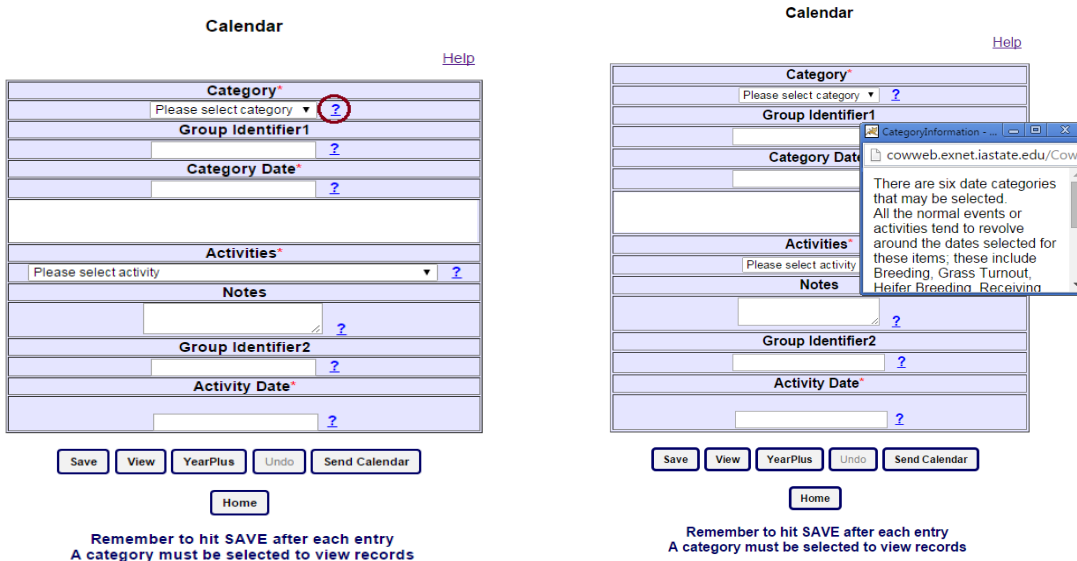 Calendar
Help
Category*
Please select category ?
Group Identifier1
?
Category Date*
?
Activities*
Please select activity ?
Notes
?
Group Identifier2
?
Activity Date*
?
Save View YearPlus Undo Send Calendar
Home
Remember to hit SAVE after each entry
A category must be selected to view records
Calendar
Help
Category*
Please select category ?
Group Identifier1
Category Date
Activities*
Please select activity
Notes
?
Group Identifier2
?
Activity Date*
?
Save View YearPlus Undo Send Calendar
Home
Remember to hit SAVE after each entry
A category must be selected to view records
CategoryInformation - ...
cowweb.exnet.iastate.edu/Cow
There are six date categories
that may be selected.
All the normal events or
activities tend to revolve
around the dates selected for
these items; these include
Breeding, Grass Turnout,
Heifer Breeding, Receiving